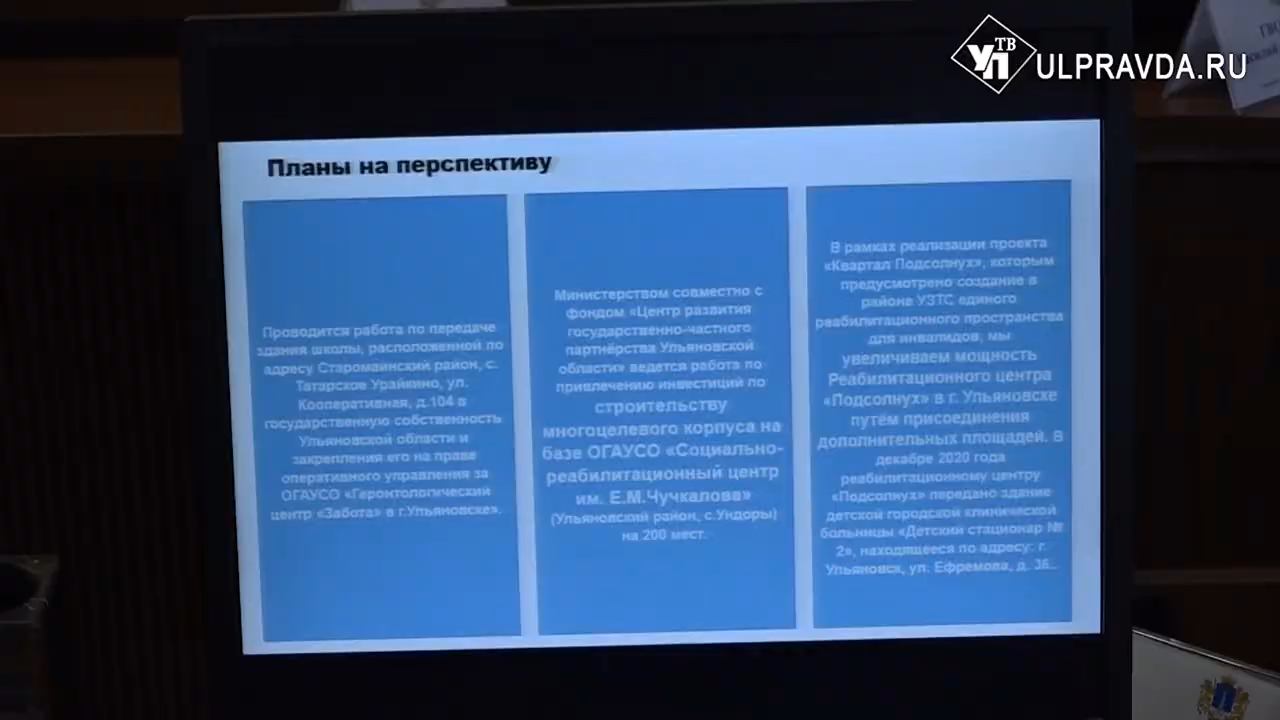 УП ТВ
ULPRAVDA.RU
Планы на перспективу
Проводится работа по передаче
здания школы, расположенной по
адресу Старомаинский район, с.
Татарское Урайкино, ул.
Кооперативная, д.104 в
государственную собственность
Ульяновской области и
закрепления его на праве
оперативного управления за
ОГАУСО «Геронтологический
центр «Забота» в г.Ульяновске».
Министерством совместно с
фондом «Центр развития
государственно-частного
партнёрства Ульяновской
области» ведется работа по
привлечению инвестиций по
строительству
многоцелевого корпуса на
базе ОГАУСО «Социально-
реабилитационный центр
им. Е.М.Чучкалова»
(Ульяновский район, с.Ундоры)
на 200 мест.
В рамках реализации проекта
«Квартал Подсолнух», которым
предусмотрено создание в
районе УЗТС единого
реабилитационного пространства
для инвалидов, мы
увеличиваем мощность
Реабилитационного центра
«Подсолнух» в г. Ульяновске
путём присоединения
дополнительных площадей. В
декабре 2020 года
реабилитационному центру
«Подсолнух» передано здание
детской городской клинической
больницы «Детский стационар №
2», находящееся по адресу: г.
Ульяновск, ул. Ефремова, д. 36..